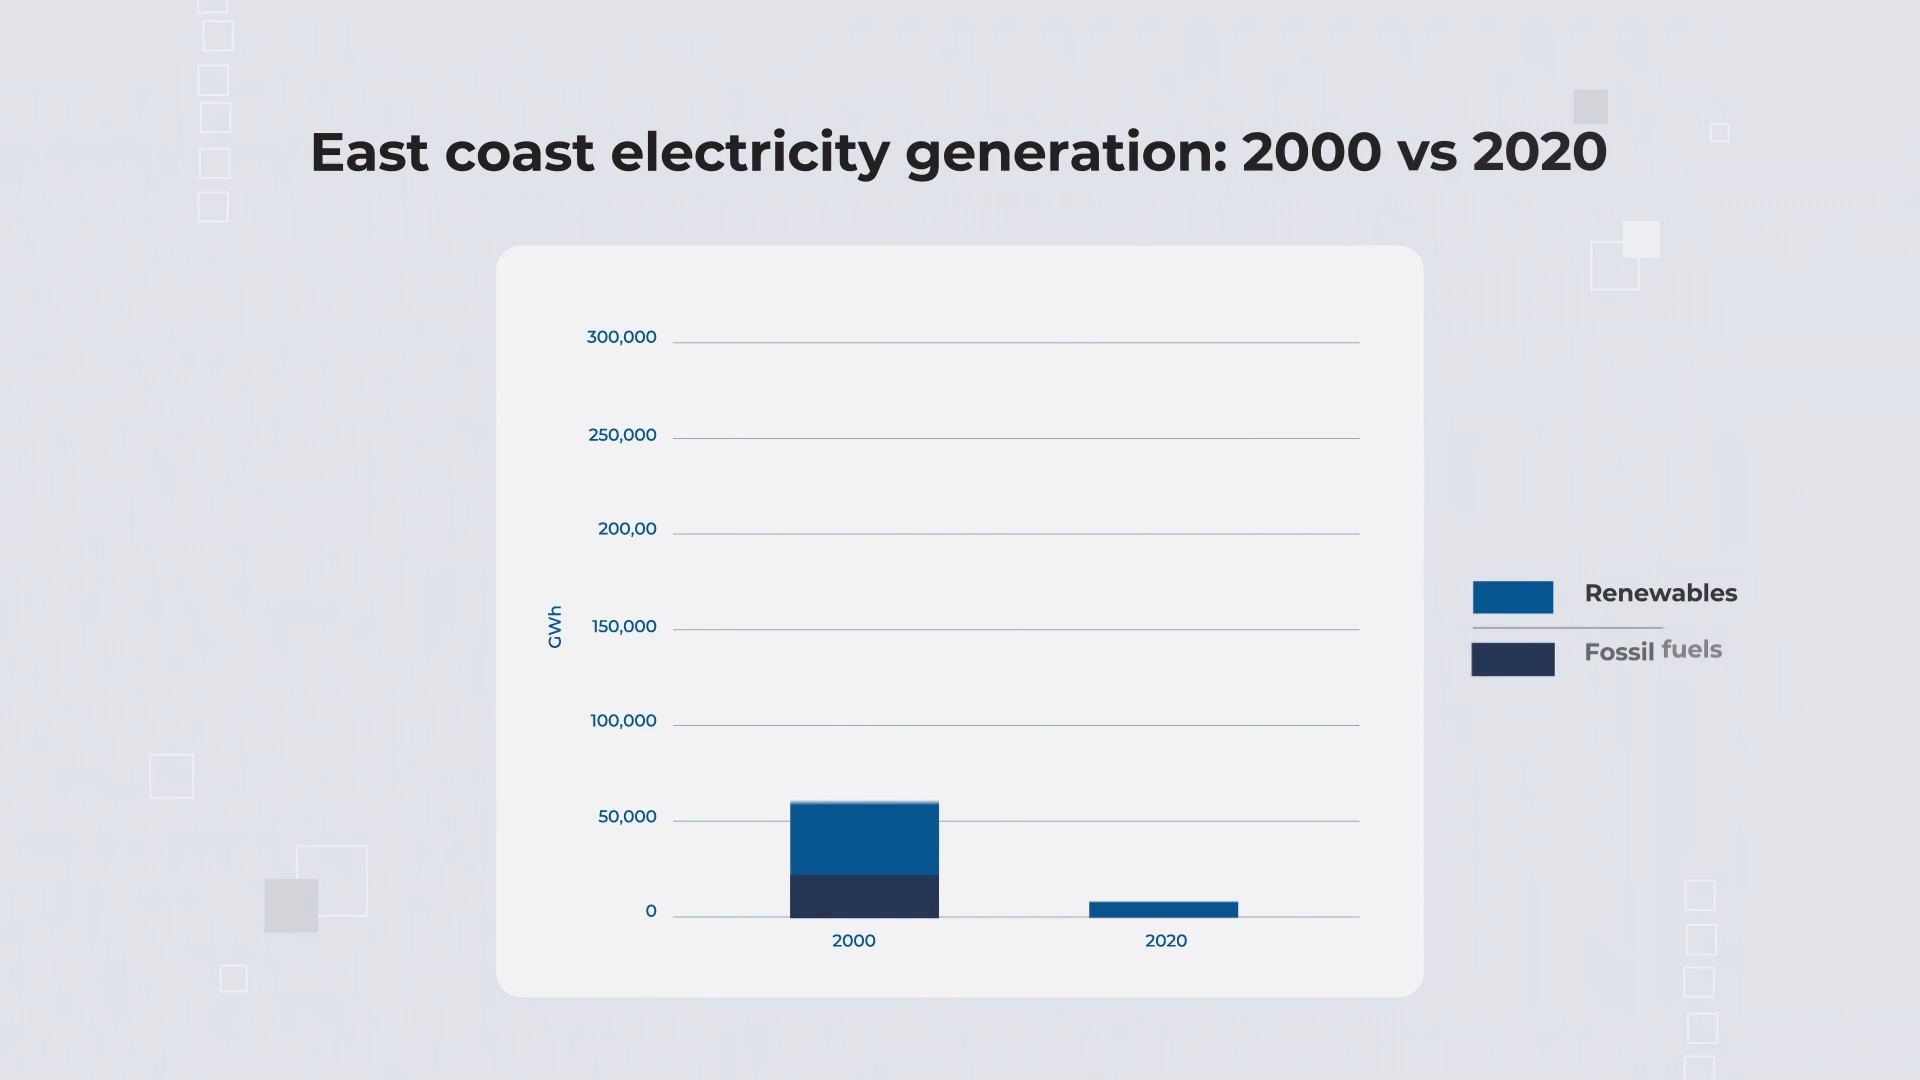 East coast electricity generation: 2000 vs 2020
300,000
250,000
200,00
150,000
100,000
50,000
0
GWh
2000
2020
Renewables
Fossil fuels